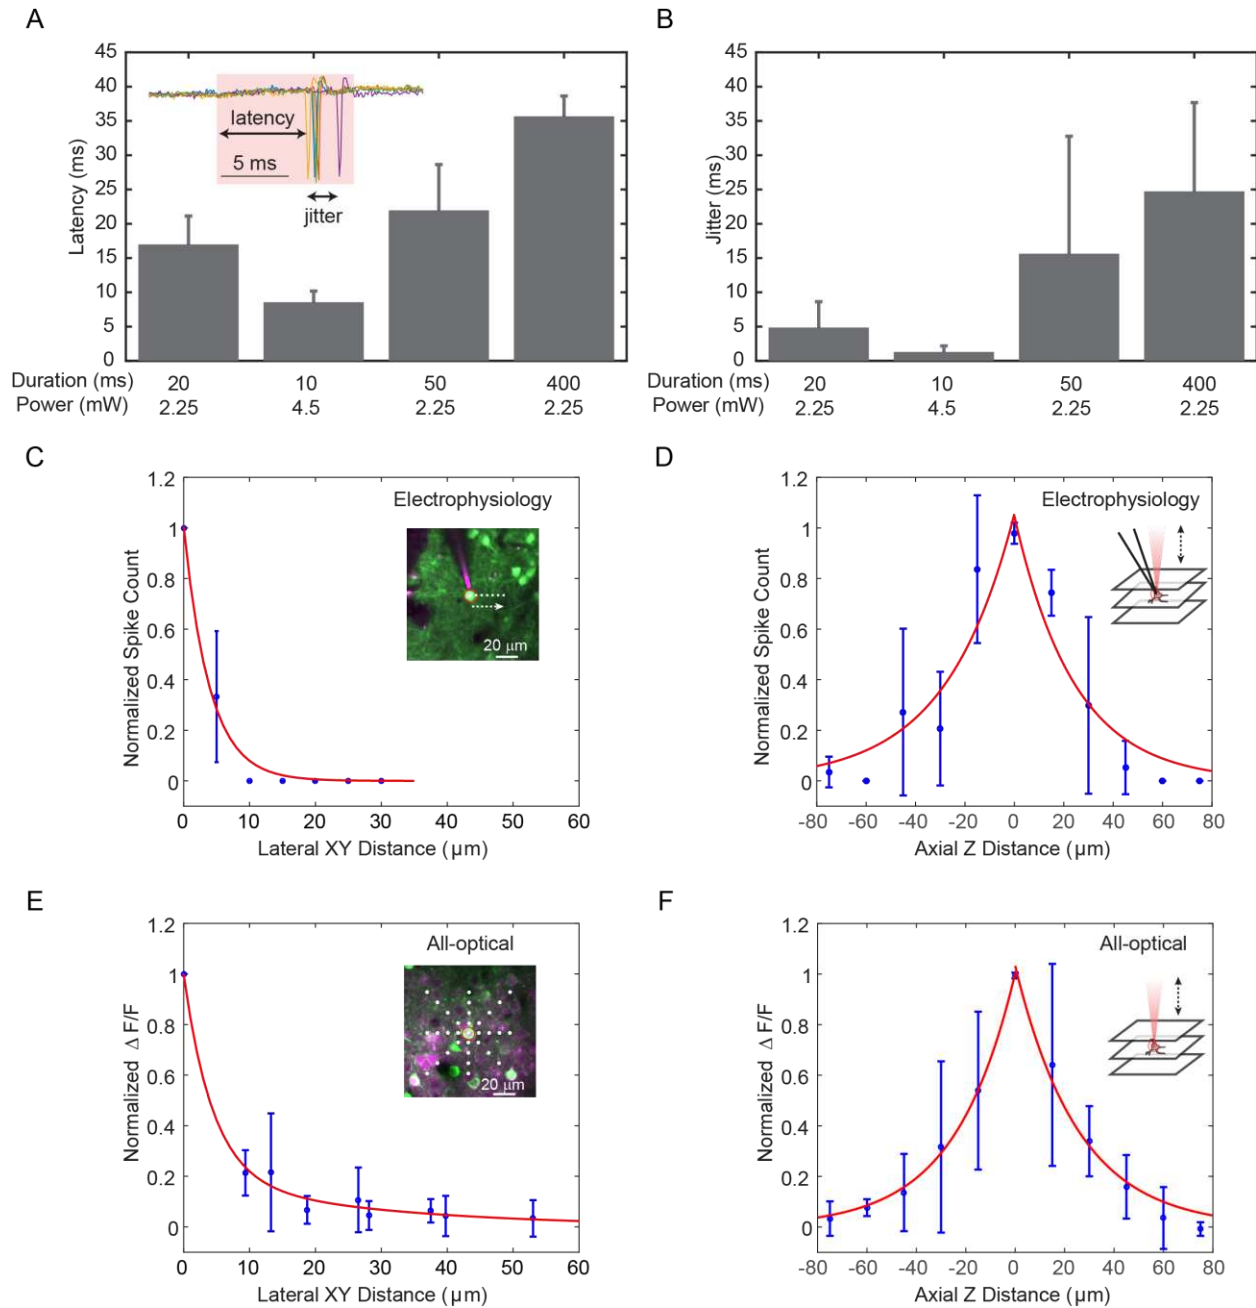 A
B
45
40
35
30
25
20
15
10
5
0
Latency (ms)
latency
5 ms
jitter
Duration (ms) 20 10 50 400
Power (mW) 2.25 4.5 2.25 2.25
45
40
35
30
25
20
15
10
5
0
Jitter (ms)
Duration (ms) 20 10 50 400
Power (mW) 2.25 4.5 2.25 2.25
C
D
1.2
1
0.8
0.6
0.4
0.2
0
Normalized Spike Count
Electrophysiology
20 μm
0 10 20 30 40 50 60
Lateral XY Distance (μm)
1.2
1
0.8
0.6
0.4
0.2
0
Normalized Spike Count
Electrophysiology
-80 -60 -40 -20 0 20 40 60 80
Axial Z Distance (μm)
E
F
1.2
1
0.8
0.6
0.4
0.2
0
Normalized Δ F/F
All-optical
20 μm
0 10 20 30 40 50 60
Lateral XY Distance (μm)
1.2
1
0.8
0.6
0.4
0.2
0
Normalized Δ F/F
All-optical
-80 -60 -40 -20 0 20 40 60 80
Axial Z Distance (μm)